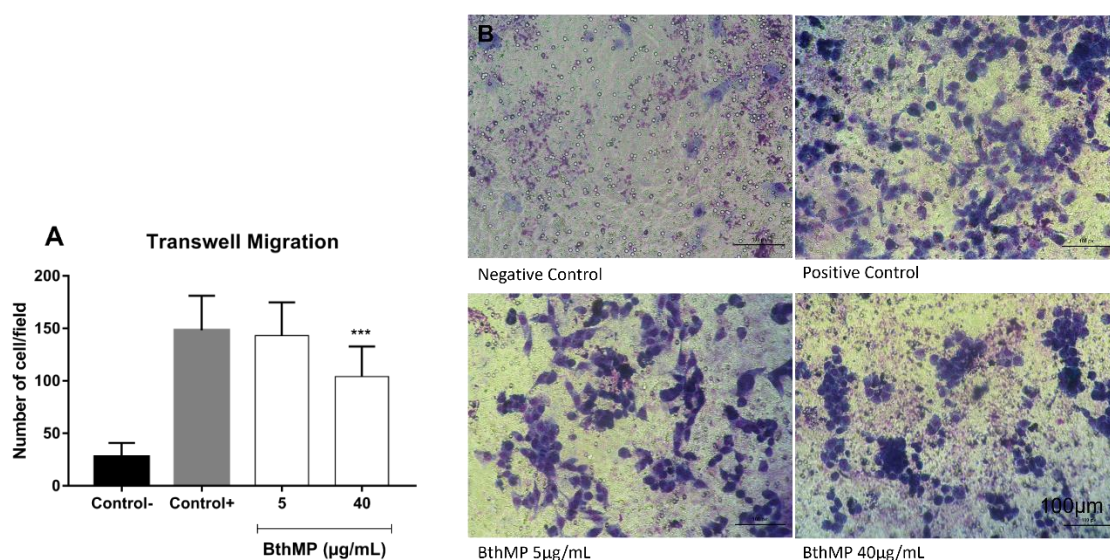 A
Transwell Migration
Number of cell/field
200
150
100
50
0
Control-
Control+
5
40
***
BthMP (µg/mL)
B
Negative Control
Positive Control
BthMP 5µg/mL
100µm
BthMP 40µg/mL